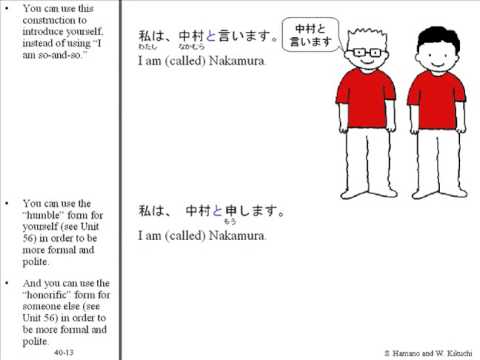 • You can use this
construction to
introduce yourself,
instead of using “I
am so-and-so.”
私は、中村と言います。
わたし なかむら
I am (called) Nakamura.
中村と
言います
• You can use the
“humble” form for
yourself (see Unit
56) in order to be
more formal and
polite.
• And you can use the
“honorific” form for
someone else (see
Unit 56) in order to
be more formal and
polite.
私は、 中村と申します。
もう
I am (called) Nakamura.
40-13
S. Hamano and W. Kikuchi